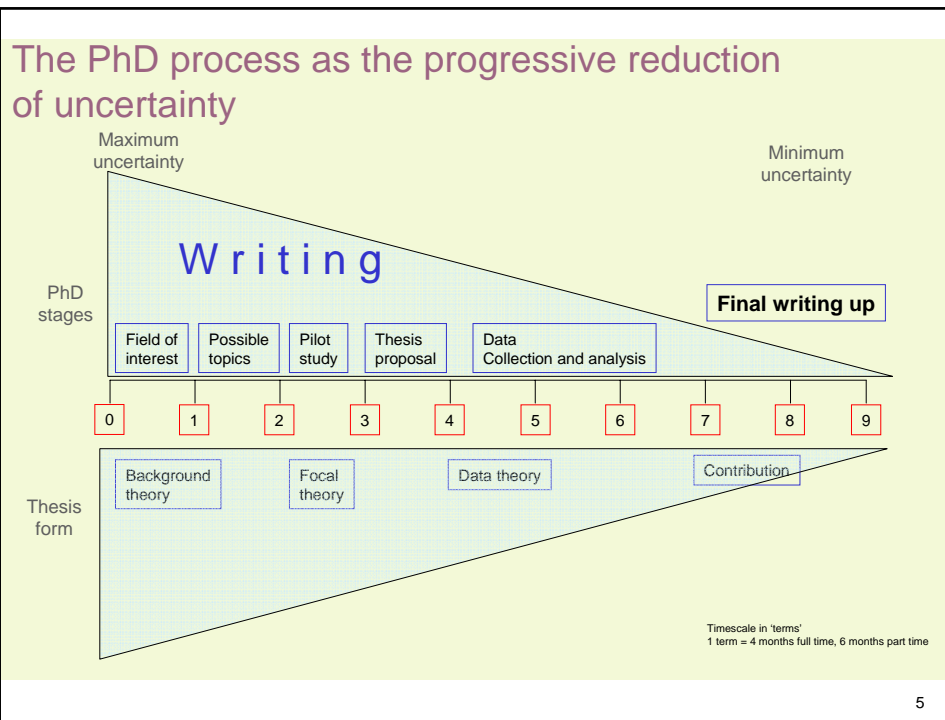 The PhD process as the progressive reduction
of uncertainty
Maximum
uncertainty
Minimum
uncertainty
Writing
PhD
stages
Final writing up
Field of
interest
Possible
topics
Pilot
study
Thesis
proposal
Data
Collection and analysis
0 1 2 3 4 5 6 7 8 9
Background
theory
Focal
theory
Data theory
Contribution
Thesis
form
Timescale in 'terms'
1 term = 4 months full time, 6 months part time
5